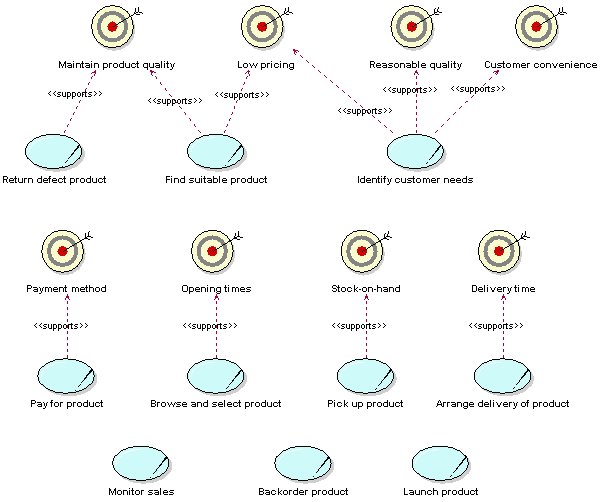 Maintain product quality
Low pricing
Reasonable quality
Customer convenience
<<supports>>
<<supports>>
<<supports>>
<<supports>>
<<supports>>
<<supports>>
Return defect product
Find suitable product
Identify customer needs
Payment method
Opening times
Stock-on-hand
Delivery time
<<supports>>
<<supports>>
<<supports>>
<<supports>>
Pay for product
Browse and select product
Pick up product
Arrange delivery of product
Monitor sales
Backorder product
Launch product